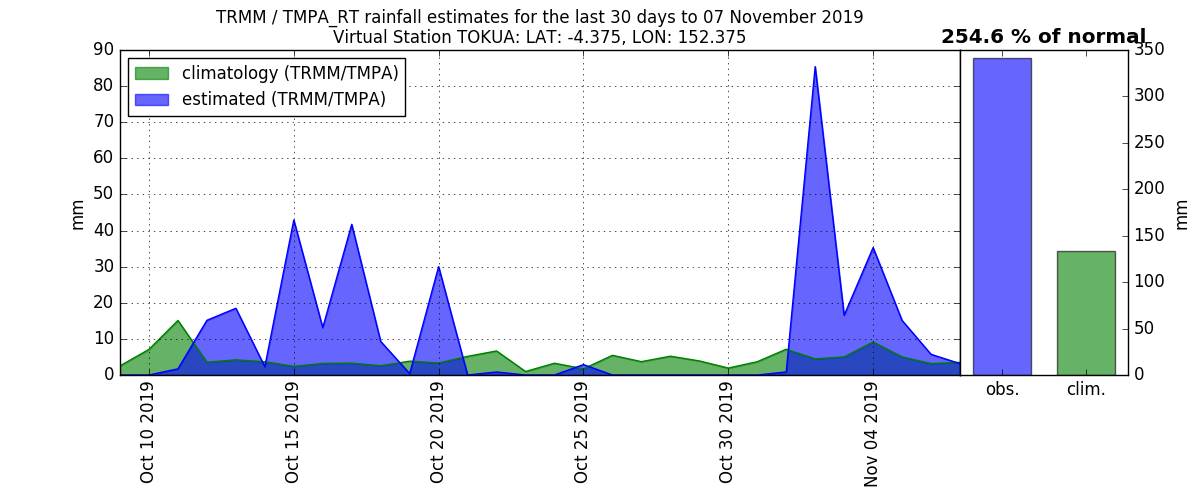 TRMM / TMPA_RT rainfall estimates for the last 30 days to 07 November 2019
Virtual Station TOKUA: LAT: -4.375, LON: 152.375
254.6 % of normal
climatology (TRMM/TMPA)
estimated (TRMM/TMPA)
mm
90
80
70
60
50
40
30
20
10
0
Oct 10 2019
Oct 15 2019
Oct 20 2019
Oct 25 2019
Oct 30 2019
Nov 04 2019
350
300
250
200
150
100
50
0
mm
obs.
clim.